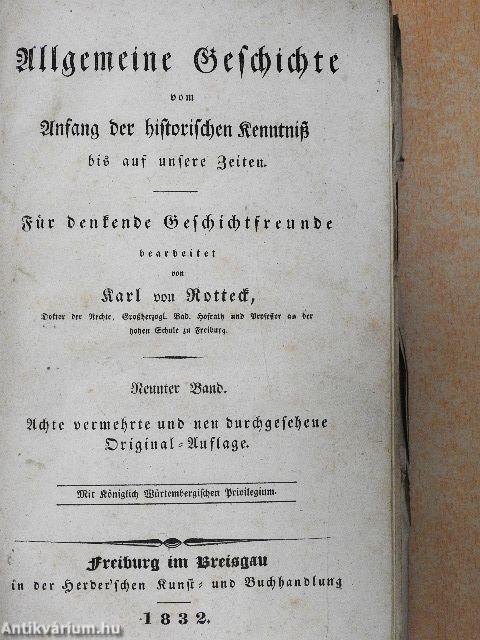 Allgemeine Geschichte
vom
Anfang der historischen Kenntniß
bis auf unsere Zeiten.
Für denkende Geschichtfreunde
bearbeitet
von
Karl von Rotteck,
Doktor der Rechte, Großherzogl. Bad. Hofrath und Professor an der
hohen Schule zu Freiburg.
Neunter Band.
Achte vermehrte und neu durchgesehene
Original-Auflage.
Mit Königlich Würtembergischen Privilegium.
Freiburg im Breisgau
in der Herder'schen Kunst- und Buchhandlung
1832.
Antikvárium.hu